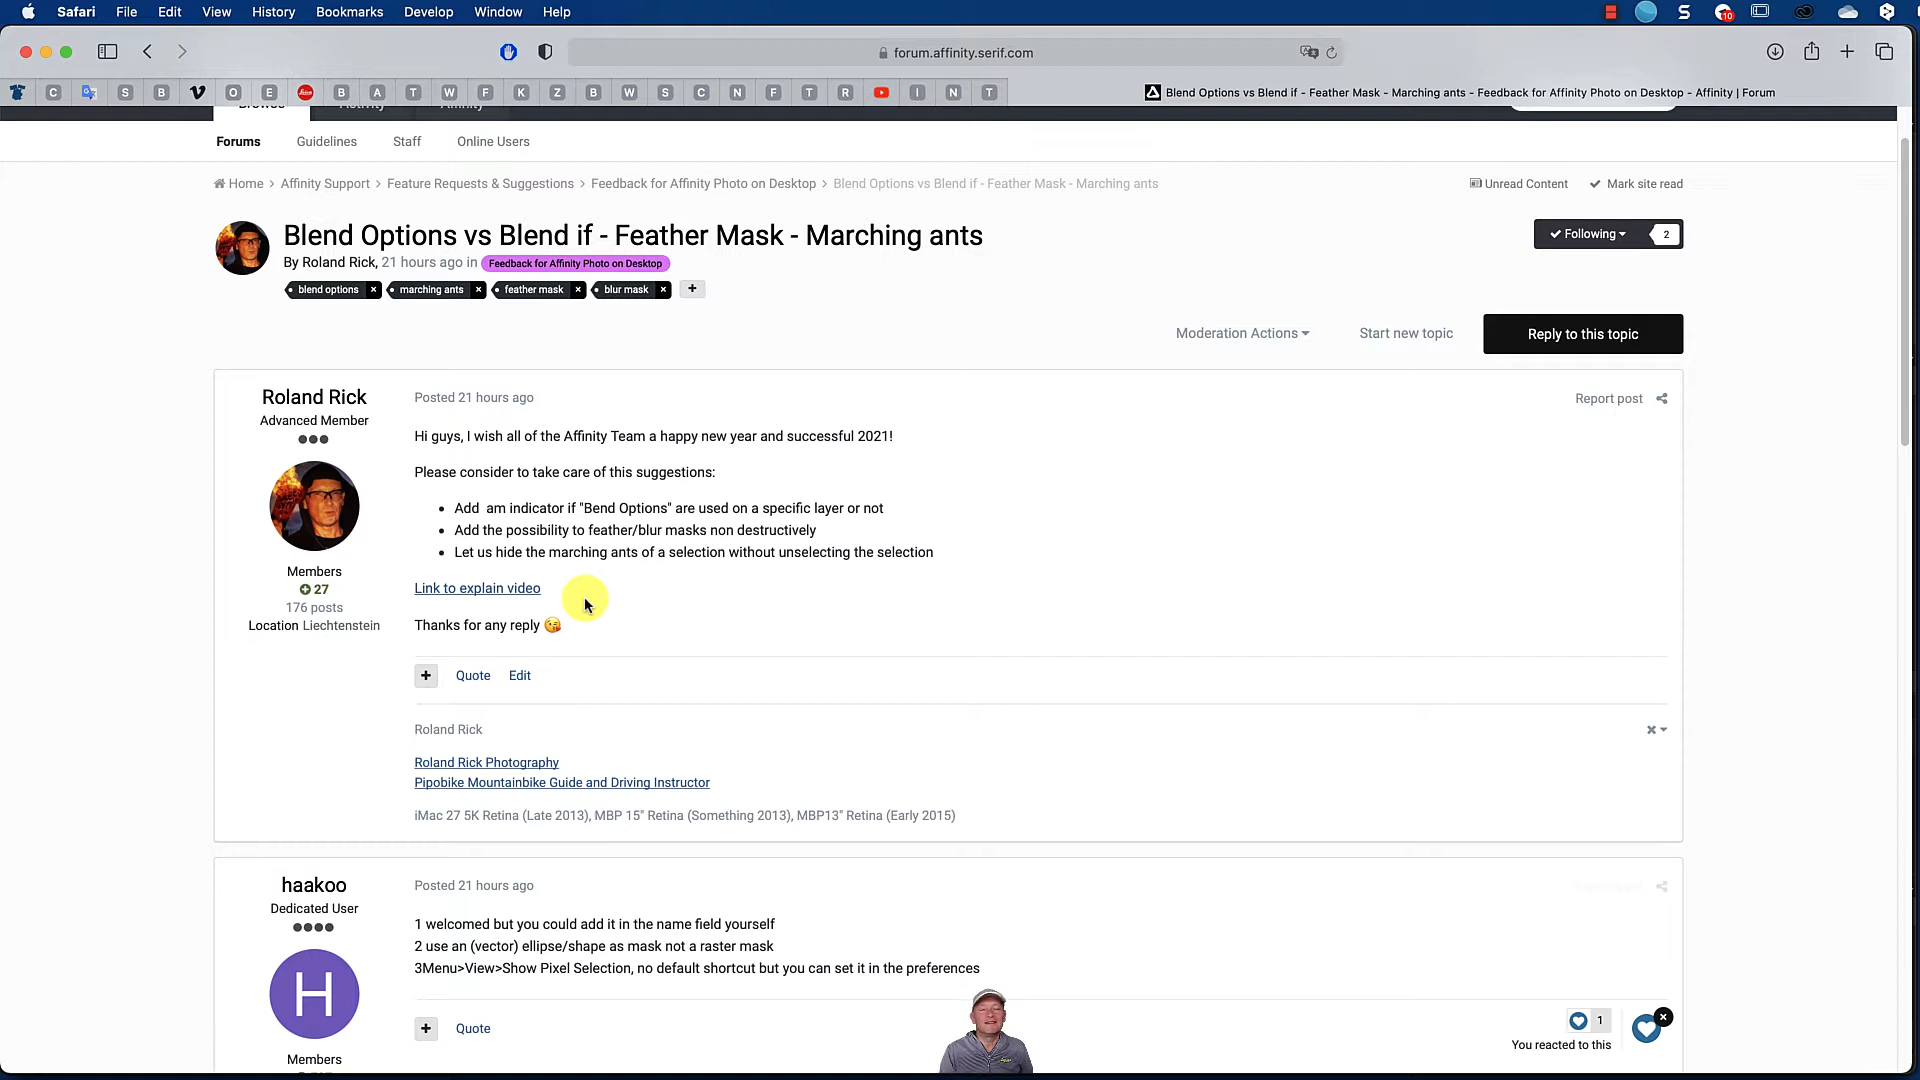 Safari File Edit View History Bookmarks Develop Window Help
10
forum.affinity.serif.com
C S B O E B A T W F K Z B W S C N F T R I N T
Blend Options vs Blend if - Feather Mask - Marching ants - Feedback for Affinity Photo on Desktop - Affinity | Forum
Browse Activity Affinity
Forums Guidelines Staff Online Users
Home > Affinity Support > Feature Requests & Suggestions > Feedback for Affinity Photo on Desktop > Blend Options vs Blend if - Feather Mask - Marching ants
Unread Content Mark site read
Blend Options vs Blend if - Feather Mask - Marching ants
Following 2
By Roland Rick, 21 hours ago in Feedback for Affinity Photo on Desktop
blend options × marching ants × feather mask × blur mask × +
Moderation Actions Start new topic Reply to this topic
Roland Rick
Advanced Member
Members
27
176 posts
Location Liechtenstein
Posted 21 hours ago
Report post
Hi guys, I wish all of the Affinity Team a happy new year and successful 2021!
Please consider to take care of this suggestions:
• Add am indicator if "Bend Options" are used on a specific layer or not
• Add the possibility to feather/blur masks non destructively
• Let us hide the marching ants of a selection without unselecting the selection
Link to explain video
Thanks for any reply 😘
+ Quote Edit
Roland Rick
Roland Rick Photography
Pipobike Mountainbike Guide and Driving Instructor
iMac 27 5K Retina (Late 2013), MBP 15" Retina (Something 2013), MBP13" Retina (Early 2015)
haakoo
Dedicated User
H
Members
Posted 21 hours ago
1 welcomed but you could add it in the name field yourself
2 use an (vector) ellipse/shape as mask not a raster mask
3Menu>View>Show Pixel Selection, no default shortcut but you can set it in the preferences
+ Quote
1
You reacted to this